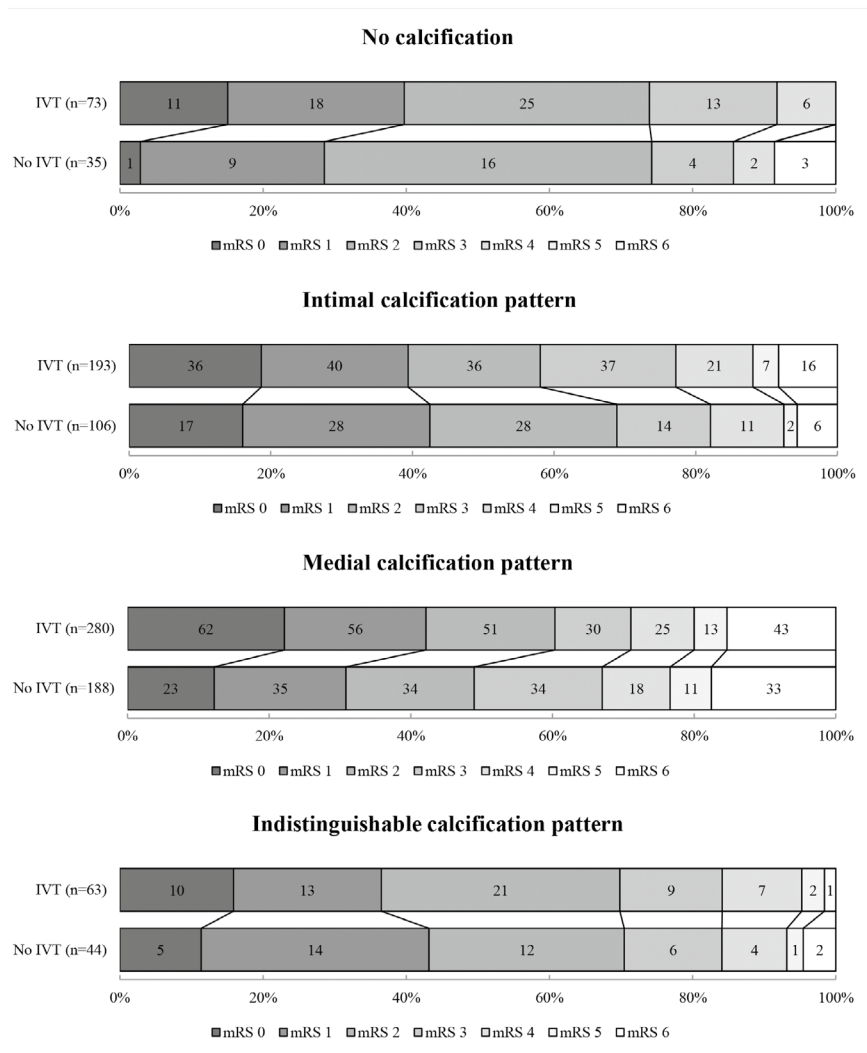 No calcification
IVT (n=73) 11 18 25 13 6
No IVT (n=35) 1 9 16 4 2 3
0% 20% 40% 60% 80% 100%
mRS 0 mRS 1 mRS 2 mRS 3 mRS 4 mRS 5 mRS 6
Intimal calcification pattern
IVT (n=193) 36 40 36 37 21 7 16
No IVT (n=106) 17 28 28 14 11 2 6
0% 20% 40% 60% 80% 100%
mRS 0 mRS 1 mRS 2 mRS 3 mRS 4 mRS 5 mRS 6
Medial calcification pattern
IVT (n=280) 62 56 51 30 25 13 43
No IVT (n=188) 23 35 34 34 18 11 33
0% 20% 40% 60% 80% 100%
mRS 0 mRS 1 mRS 2 mRS 3 mRS 4 mRS 5 mRS 6
Indistinguishable calcification pattern
IVT (n=63) 10 13 21 9 7 2 1
No IVT (n=44) 5 14 12 6 4 1 2
0% 20% 40% 60% 80% 100%
mRS 0 mRS 1 mRS 2 mRS 3 mRS 4 mRS 5 mRS 6